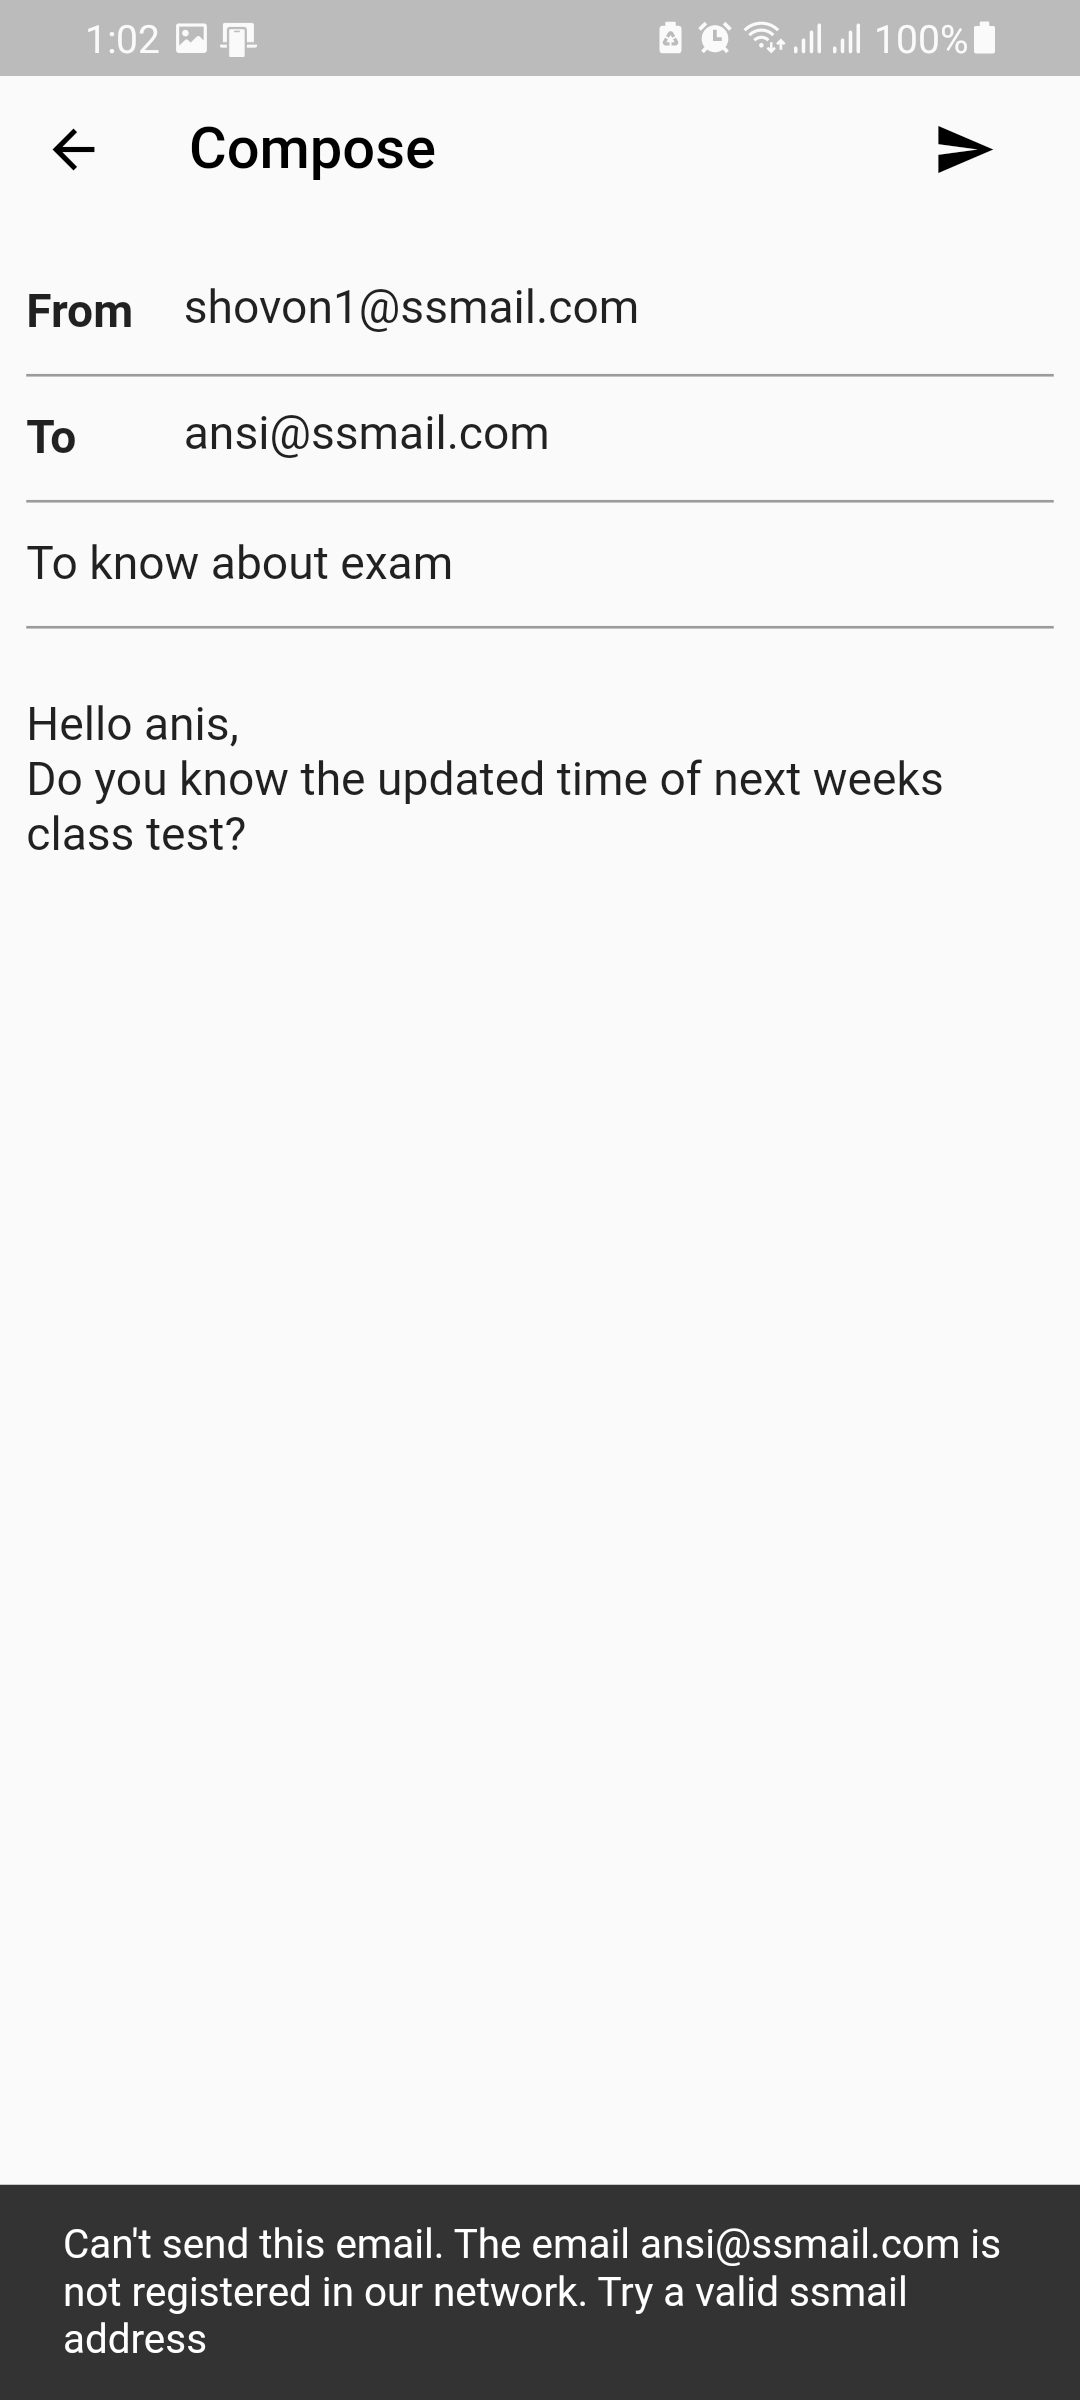 1:02 100%
Compose
From shovon1@ssmail.com
To ansi@ssmail.com
To know about exam
Hello anis,
Do you know the updated time of next weeks
class test?
Can't send this email. The email ansi@ssmail.com is
not registered in our network. Try a valid ssmail
address